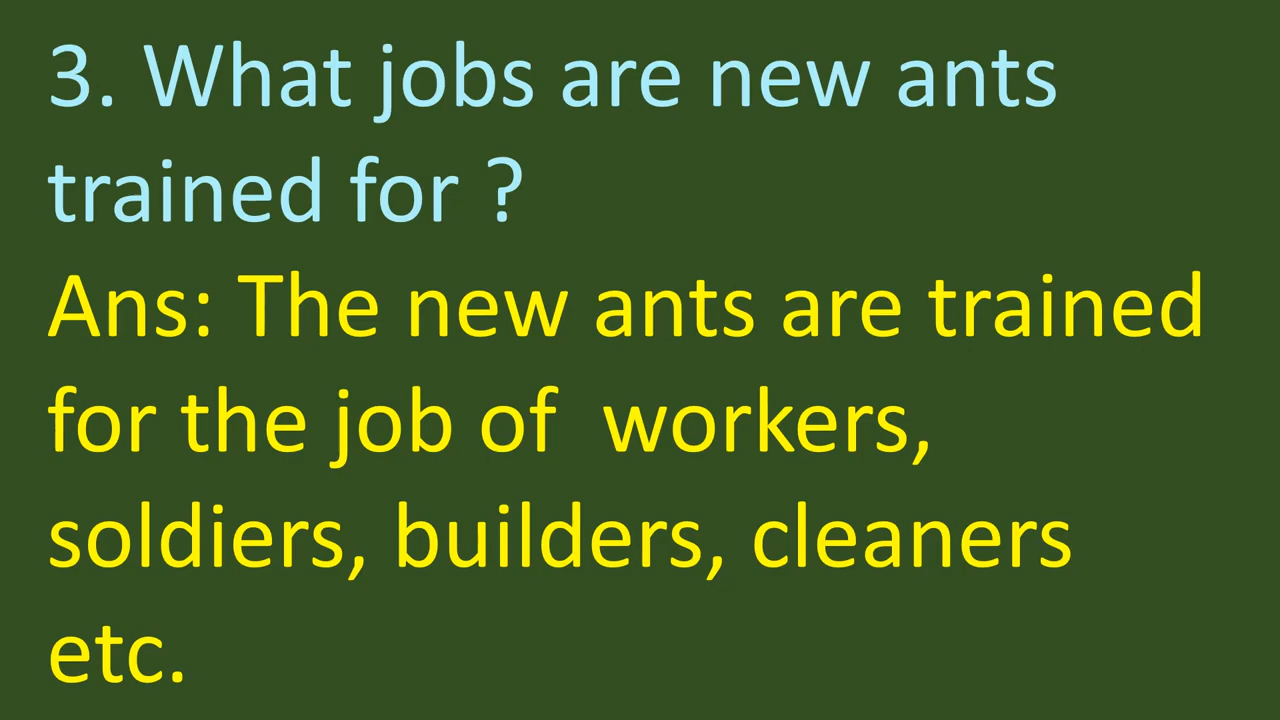 3. What jobs are new ants
trained for ?
Ans: The new ants are trained
for the job of  workers,
soldiers, builders, cleaners
etc.